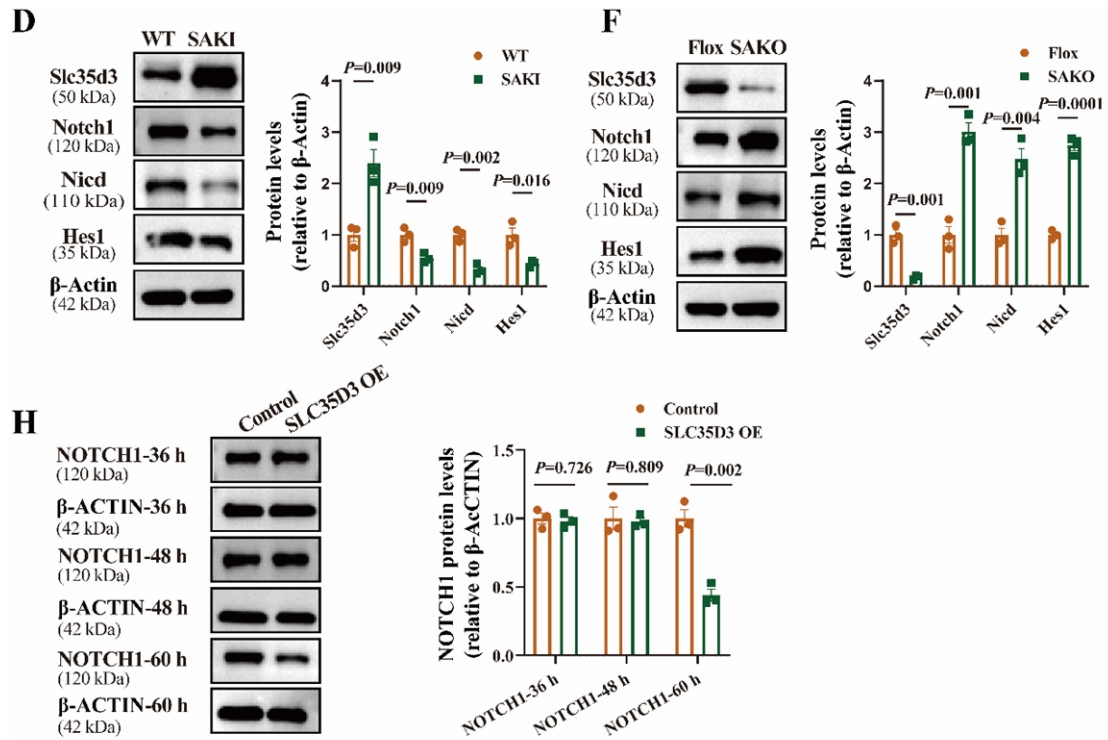 D
WT SAKI
Slc35d3
(50 kDa)
Notch1
(120 kDa)
Nicd
(110 kDa)
Hes1
(35 kDa)
β-Actin
(42 kDa)
WT
SAKI
Protein levels
(relative to β-Actin)
4
3
2
1
0
P=0.009
P=0.009
P=0.002
P=0.016
Slc35d3
Notch1
Nicd
Hes1
F
Flox SAKO
Slc35d3
(50 kDa)
Notch1
(120 kDa)
Nicd
(110 kDa)
Hes1
(35 kDa)
β-Actin
(42 kDa)
Flox
SAKO
Protein levels
(relative to β-Actin)
4
3
2
1
0
P=0.001
P=0.001
P=0.004
P=0.0001
Slc35d3
Notch1
Nicd
Hes1
H
Control
SLC35D3 OE
NOTCH1-36 h
(120 kDa)
β-ACTIN-36 h
(42 kDa)
NOTCH1-48 h
(120 kDa)
β-ACTIN-48 h
(42 kDa)
NOTCH1-60 h
(120 kDa)
β-ACTIN-60 h
(42 kDa)
Control
SLC35D3 OE
NOTCH1 protein levels
(relative to β-AcCTIN)
1.5
1.0
0.5
0.0
P=0.726
P=0.809
P=0.002
NOTCH1-36 h
NOTCH1-48 h
NOTCH1-60 h